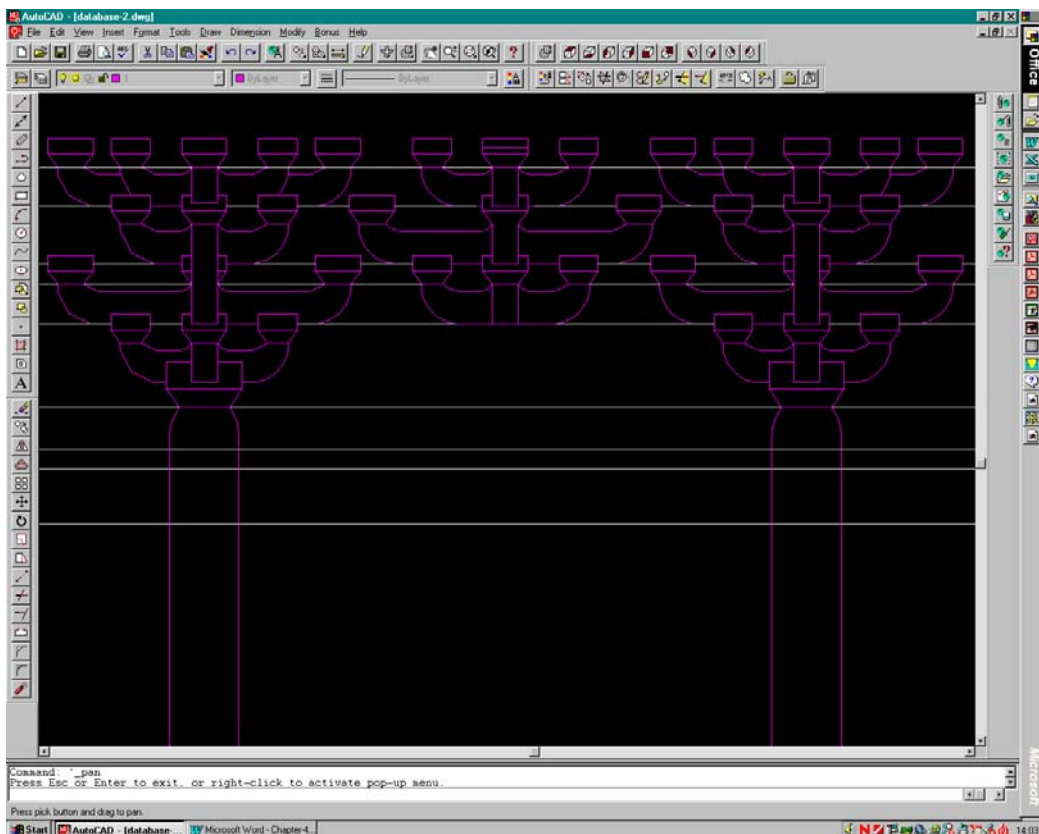 AutoCAD - [database-2.dwg]
File Edit View Insert Format Tools Draw Dimension Modify Bonus Help
1 ByLayer ByLayer
Office
A
Command: '_pan
Press Esc or Enter to exit, or right-click to activate pop-up menu.
Press pick button and drag to pan.
Microsoft
Start AutoCAD - [database-... Microsoft Word - Chapter-4... 14:03